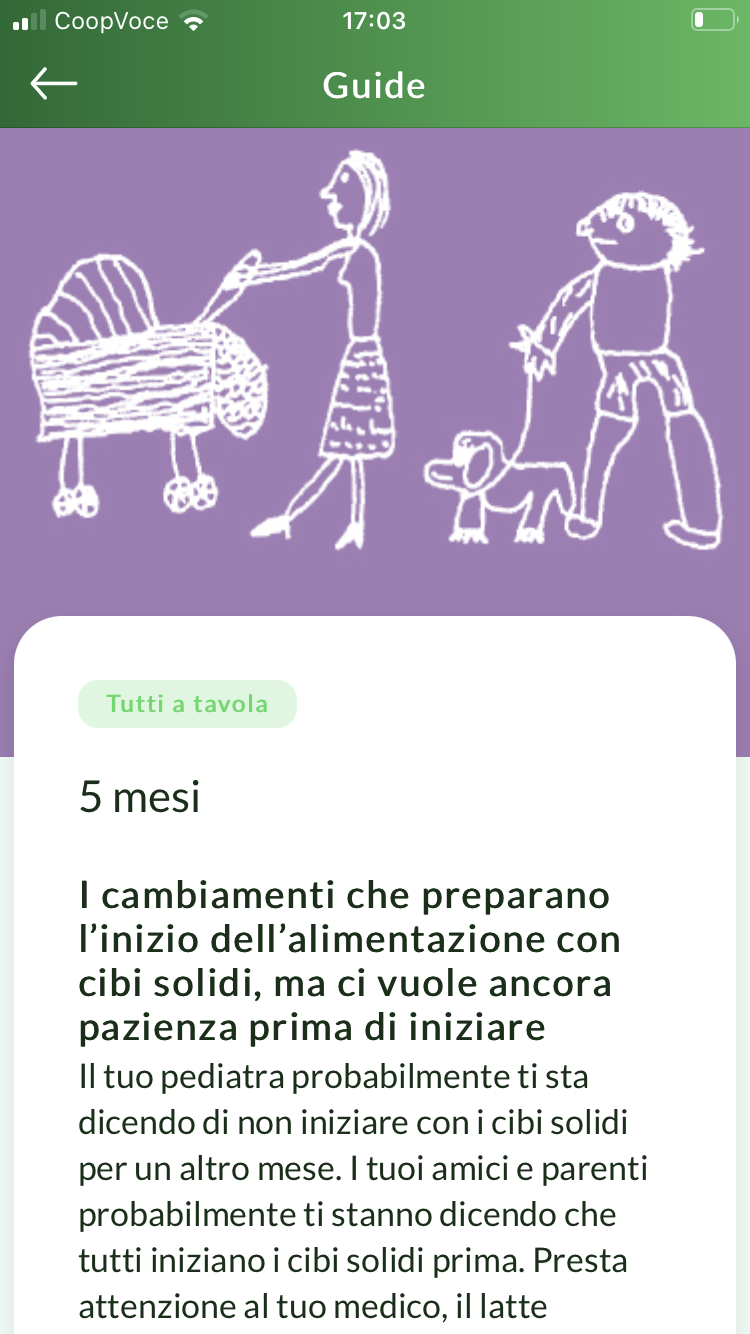 CoopVoce
17:03
Guide
Tutti a tavola
5 mesi
I cambiamenti che preparano
l’inizio dell’alimentazione con
cibi solidi, ma ci vuole ancora
pazienza prima di iniziare
Il tuo pediatra probabilmente ti sta
dicendo di non iniziare con i cibi solidi
per un altro mese. I tuoi amici e parenti
probabilmente ti stanno dicendo che
tutti iniziano i cibi solidi prima. Presta
attenzione al tuo medico, il latte